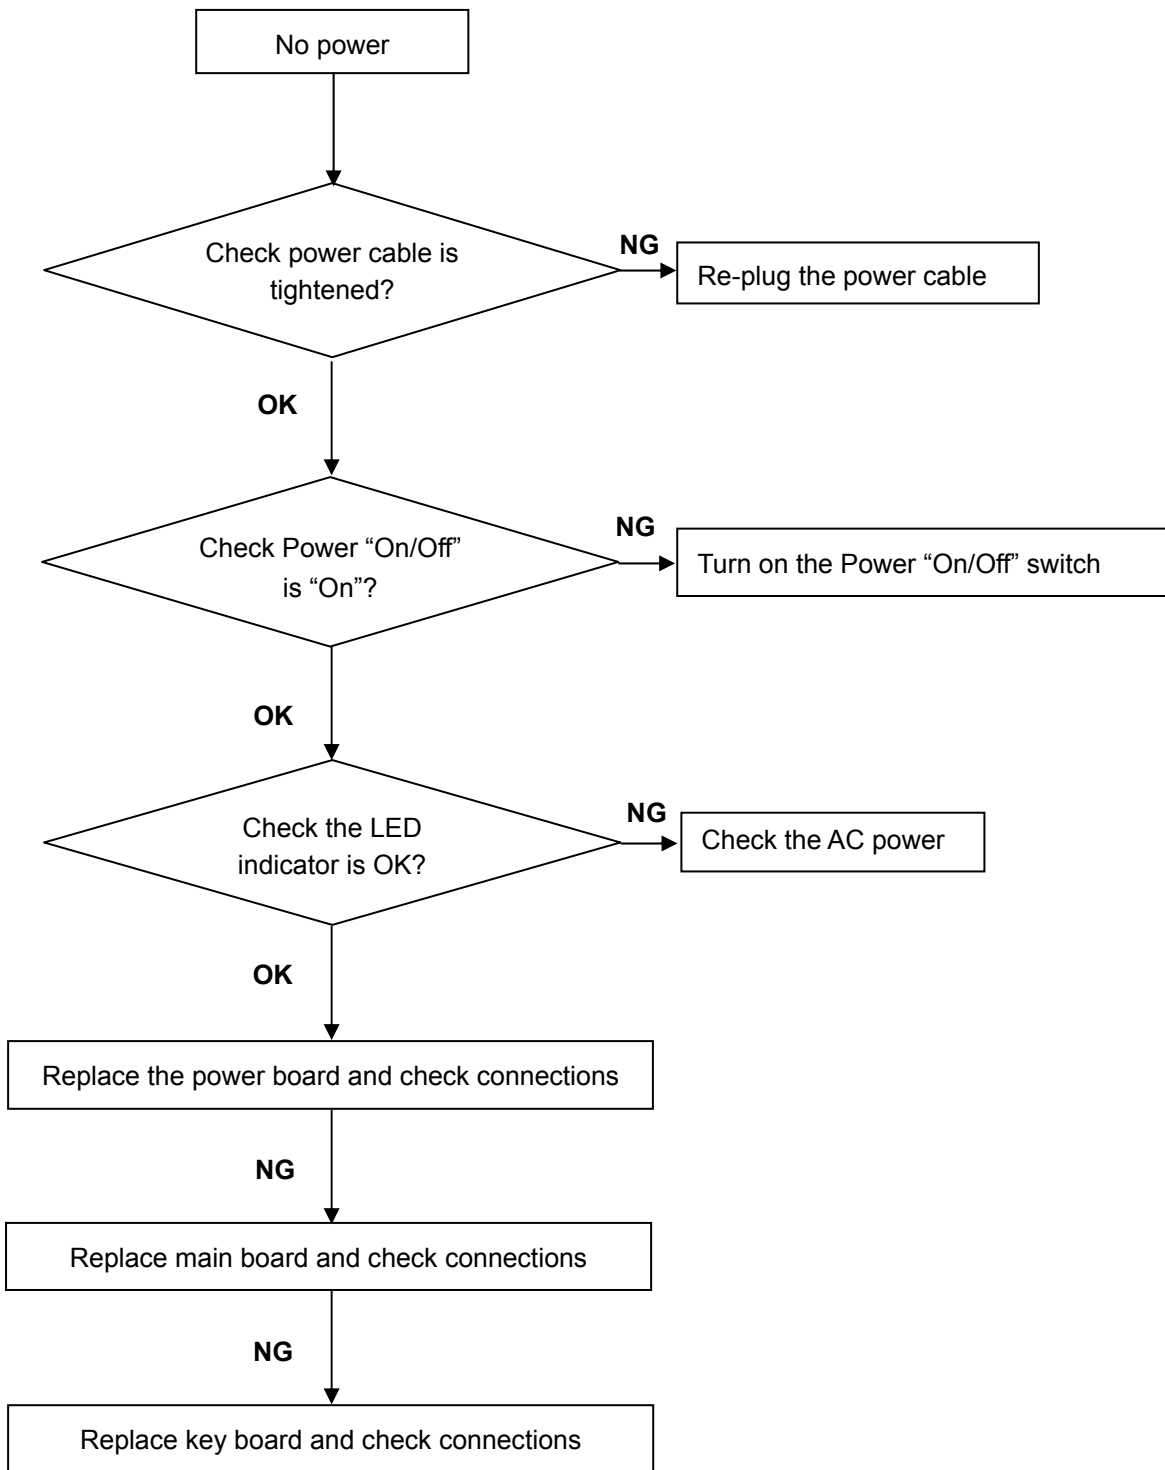 No power
Check power cable is
tightened?
NG
Re-plug the power cable
OK
Check Power “On/Off”
is “On”?
NG
Turn on the Power “On/Off” switch
OK
Check the LED
indicator is OK?
NG
Check the AC power
OK
Replace the power board and check connections
NG
Replace main board and check connections
NG
Replace key board and check connections